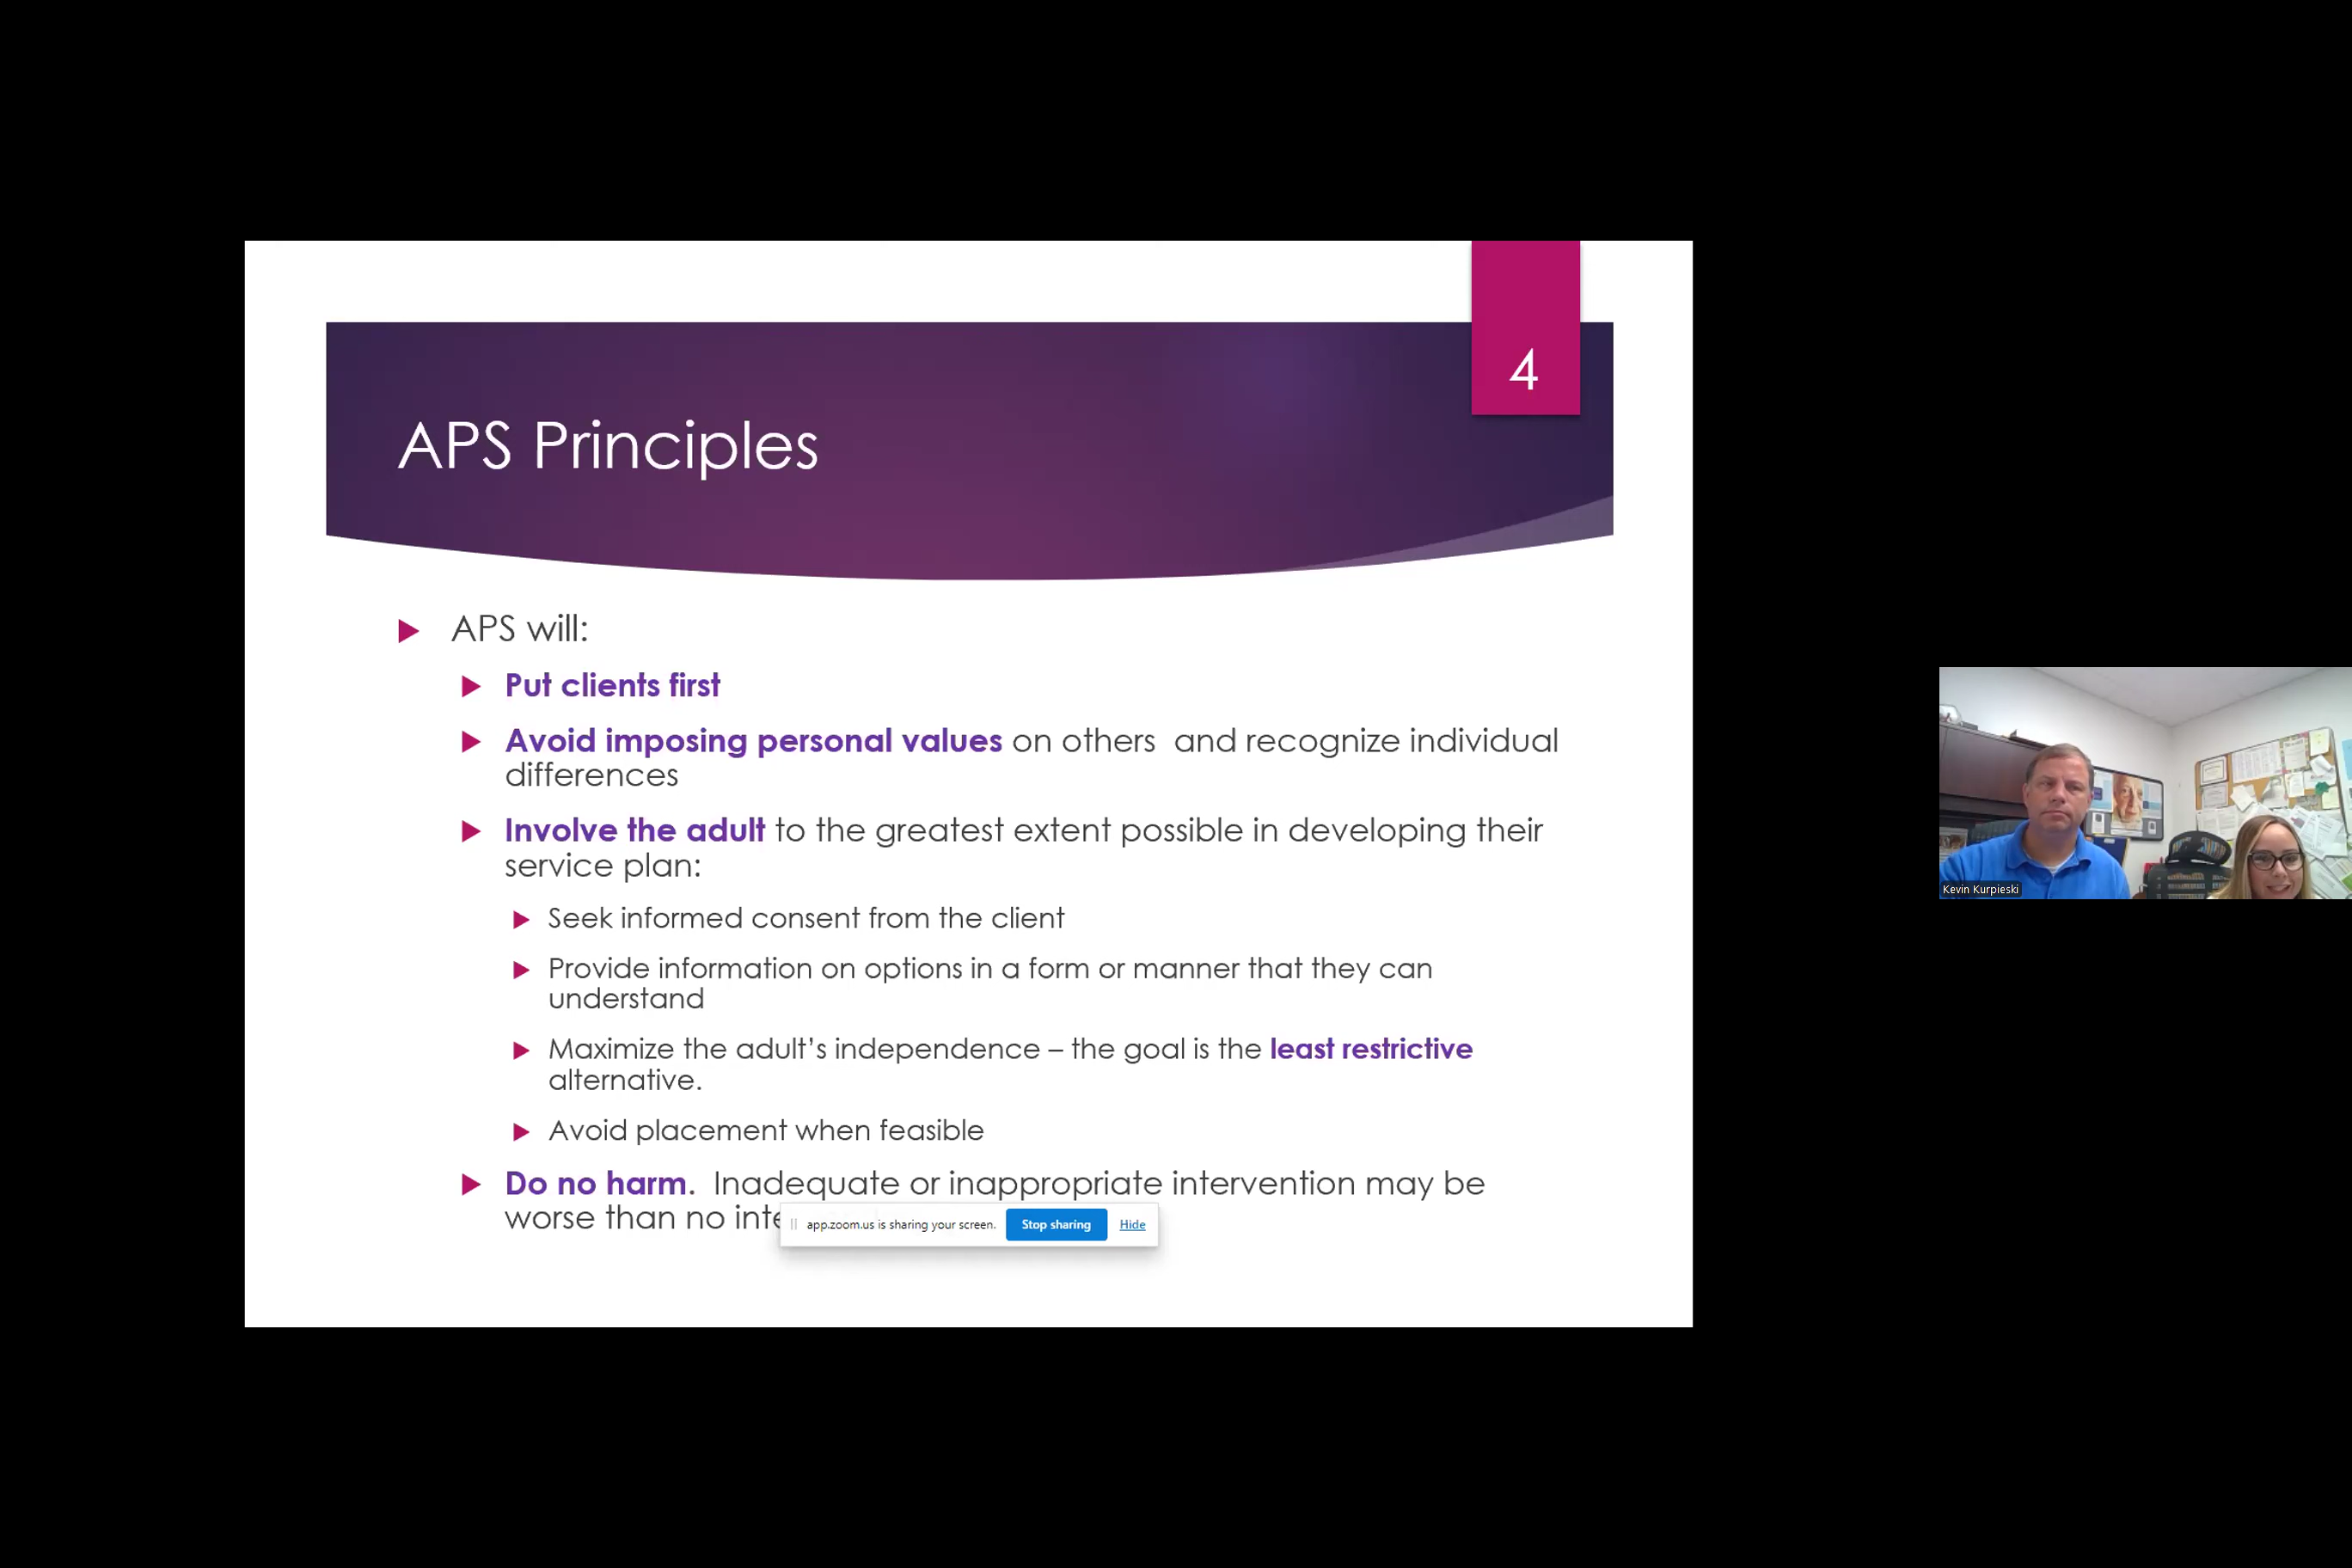 4
APS Principles
APS will:
Put clients first
Avoid imposing personal values on others and recognize individual
differences
Involve the adult to the greatest extent possible in developing their
service plan:
Seek informed consent from the client
Provide information on options in a form or manner that they can
understand
Maximize the adult’s independence – the goal is the least restrictive
alternative.
Avoid placement when feasible
Do no harm. Inadequate or inappropriate intervention may be
worse than no
app.zoom.us is sharing your screen. Stop sharing Hide
Kevin Kurpieski